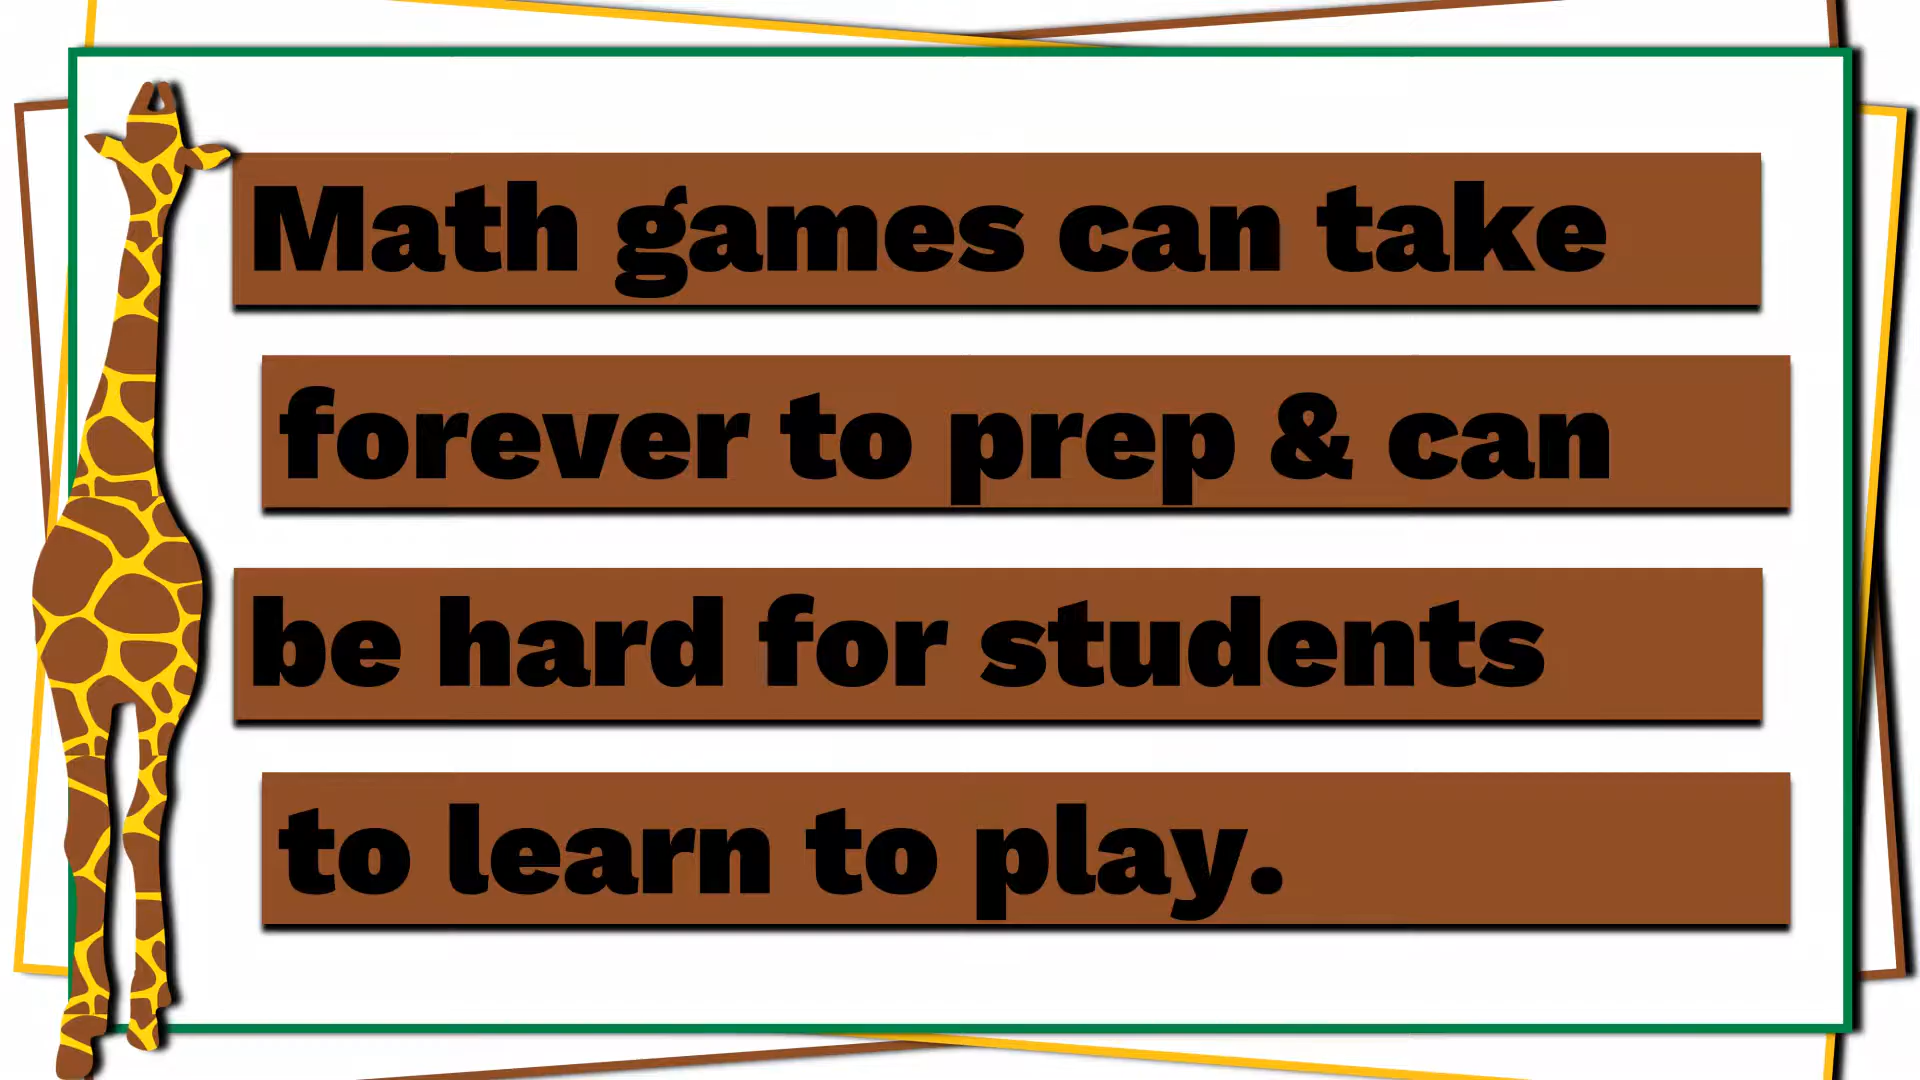 Math games can take
forever to prep & can
be hard for students
to learn to play.